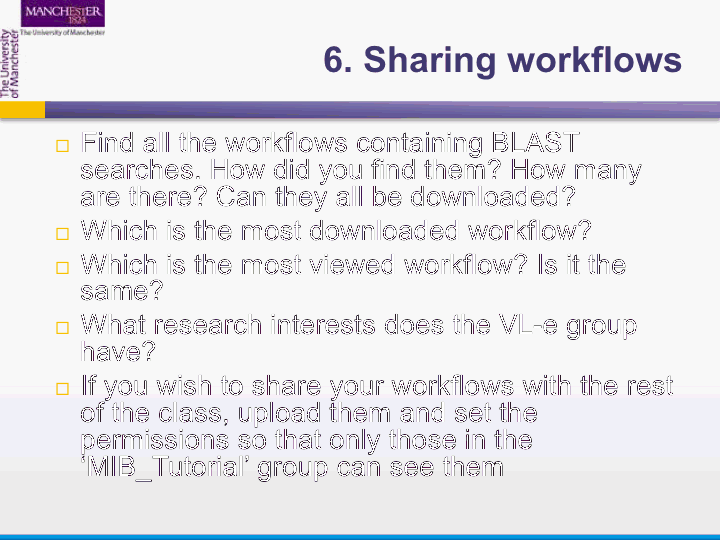 MANCHESTER
1824
The University of Manchester
The University
of Manchester
6. Sharing workflows
Find all the workflows containing BLAST
searches. How did you find them? How many
are there? Can they all be downloaded?
Which is the most downloaded workflow?
Which is the most viewed workflow? Is it the
same?
What research interests does the VL-e group
have?
If you wish to share your workflows with the rest
of the class, upload them and set the
permissions so that only those in the
‘MIB_Tutorial’ group can see them